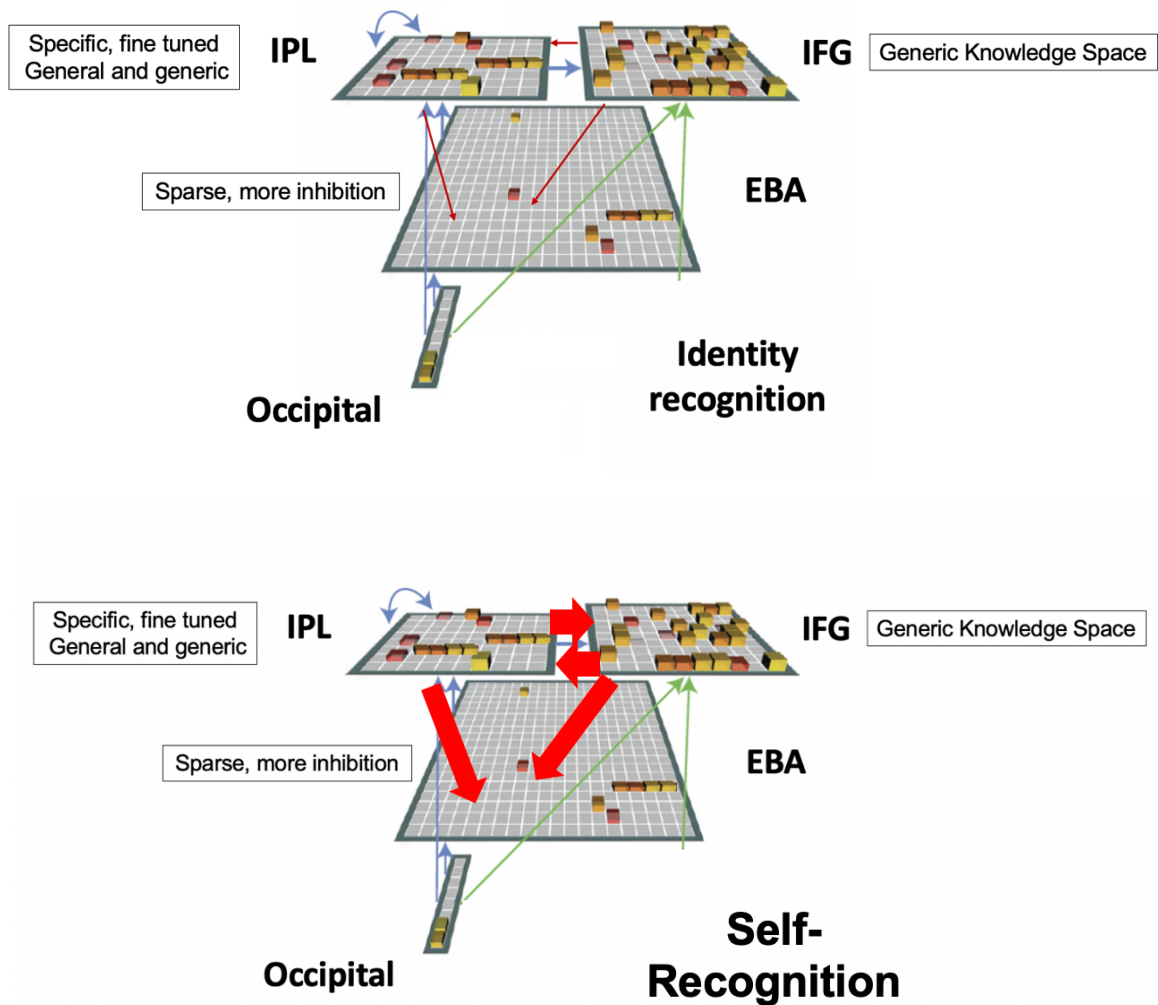 Specific, fine tuned
General and generic
IPL
IFG
Generic Knowledge Space
Sparse, more inhibition
EBA
Identity
recognition
Occipital
Specific, fine tuned
General and generic
IPL
IFG
Generic Knowledge Space
Sparse, more inhibition
EBA
Self-
Recognition
Occipital